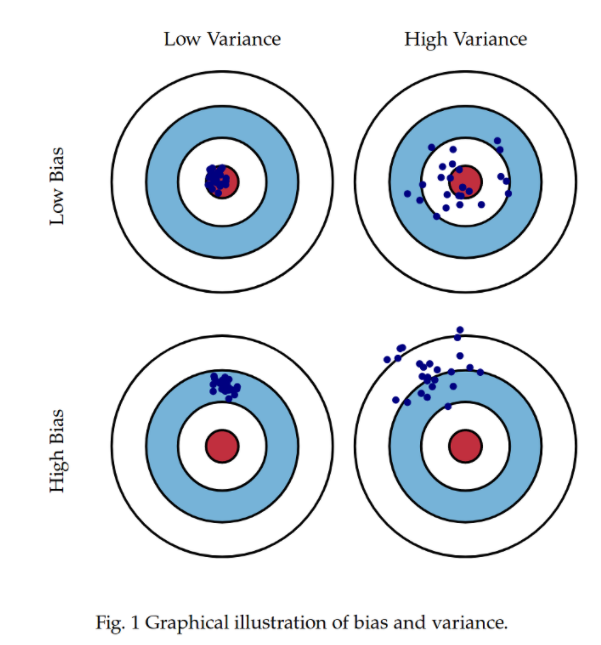 Low Variance
High Variance
Low Bias
High Bias
Fig. 1 Graphical illustration of bias and variance.